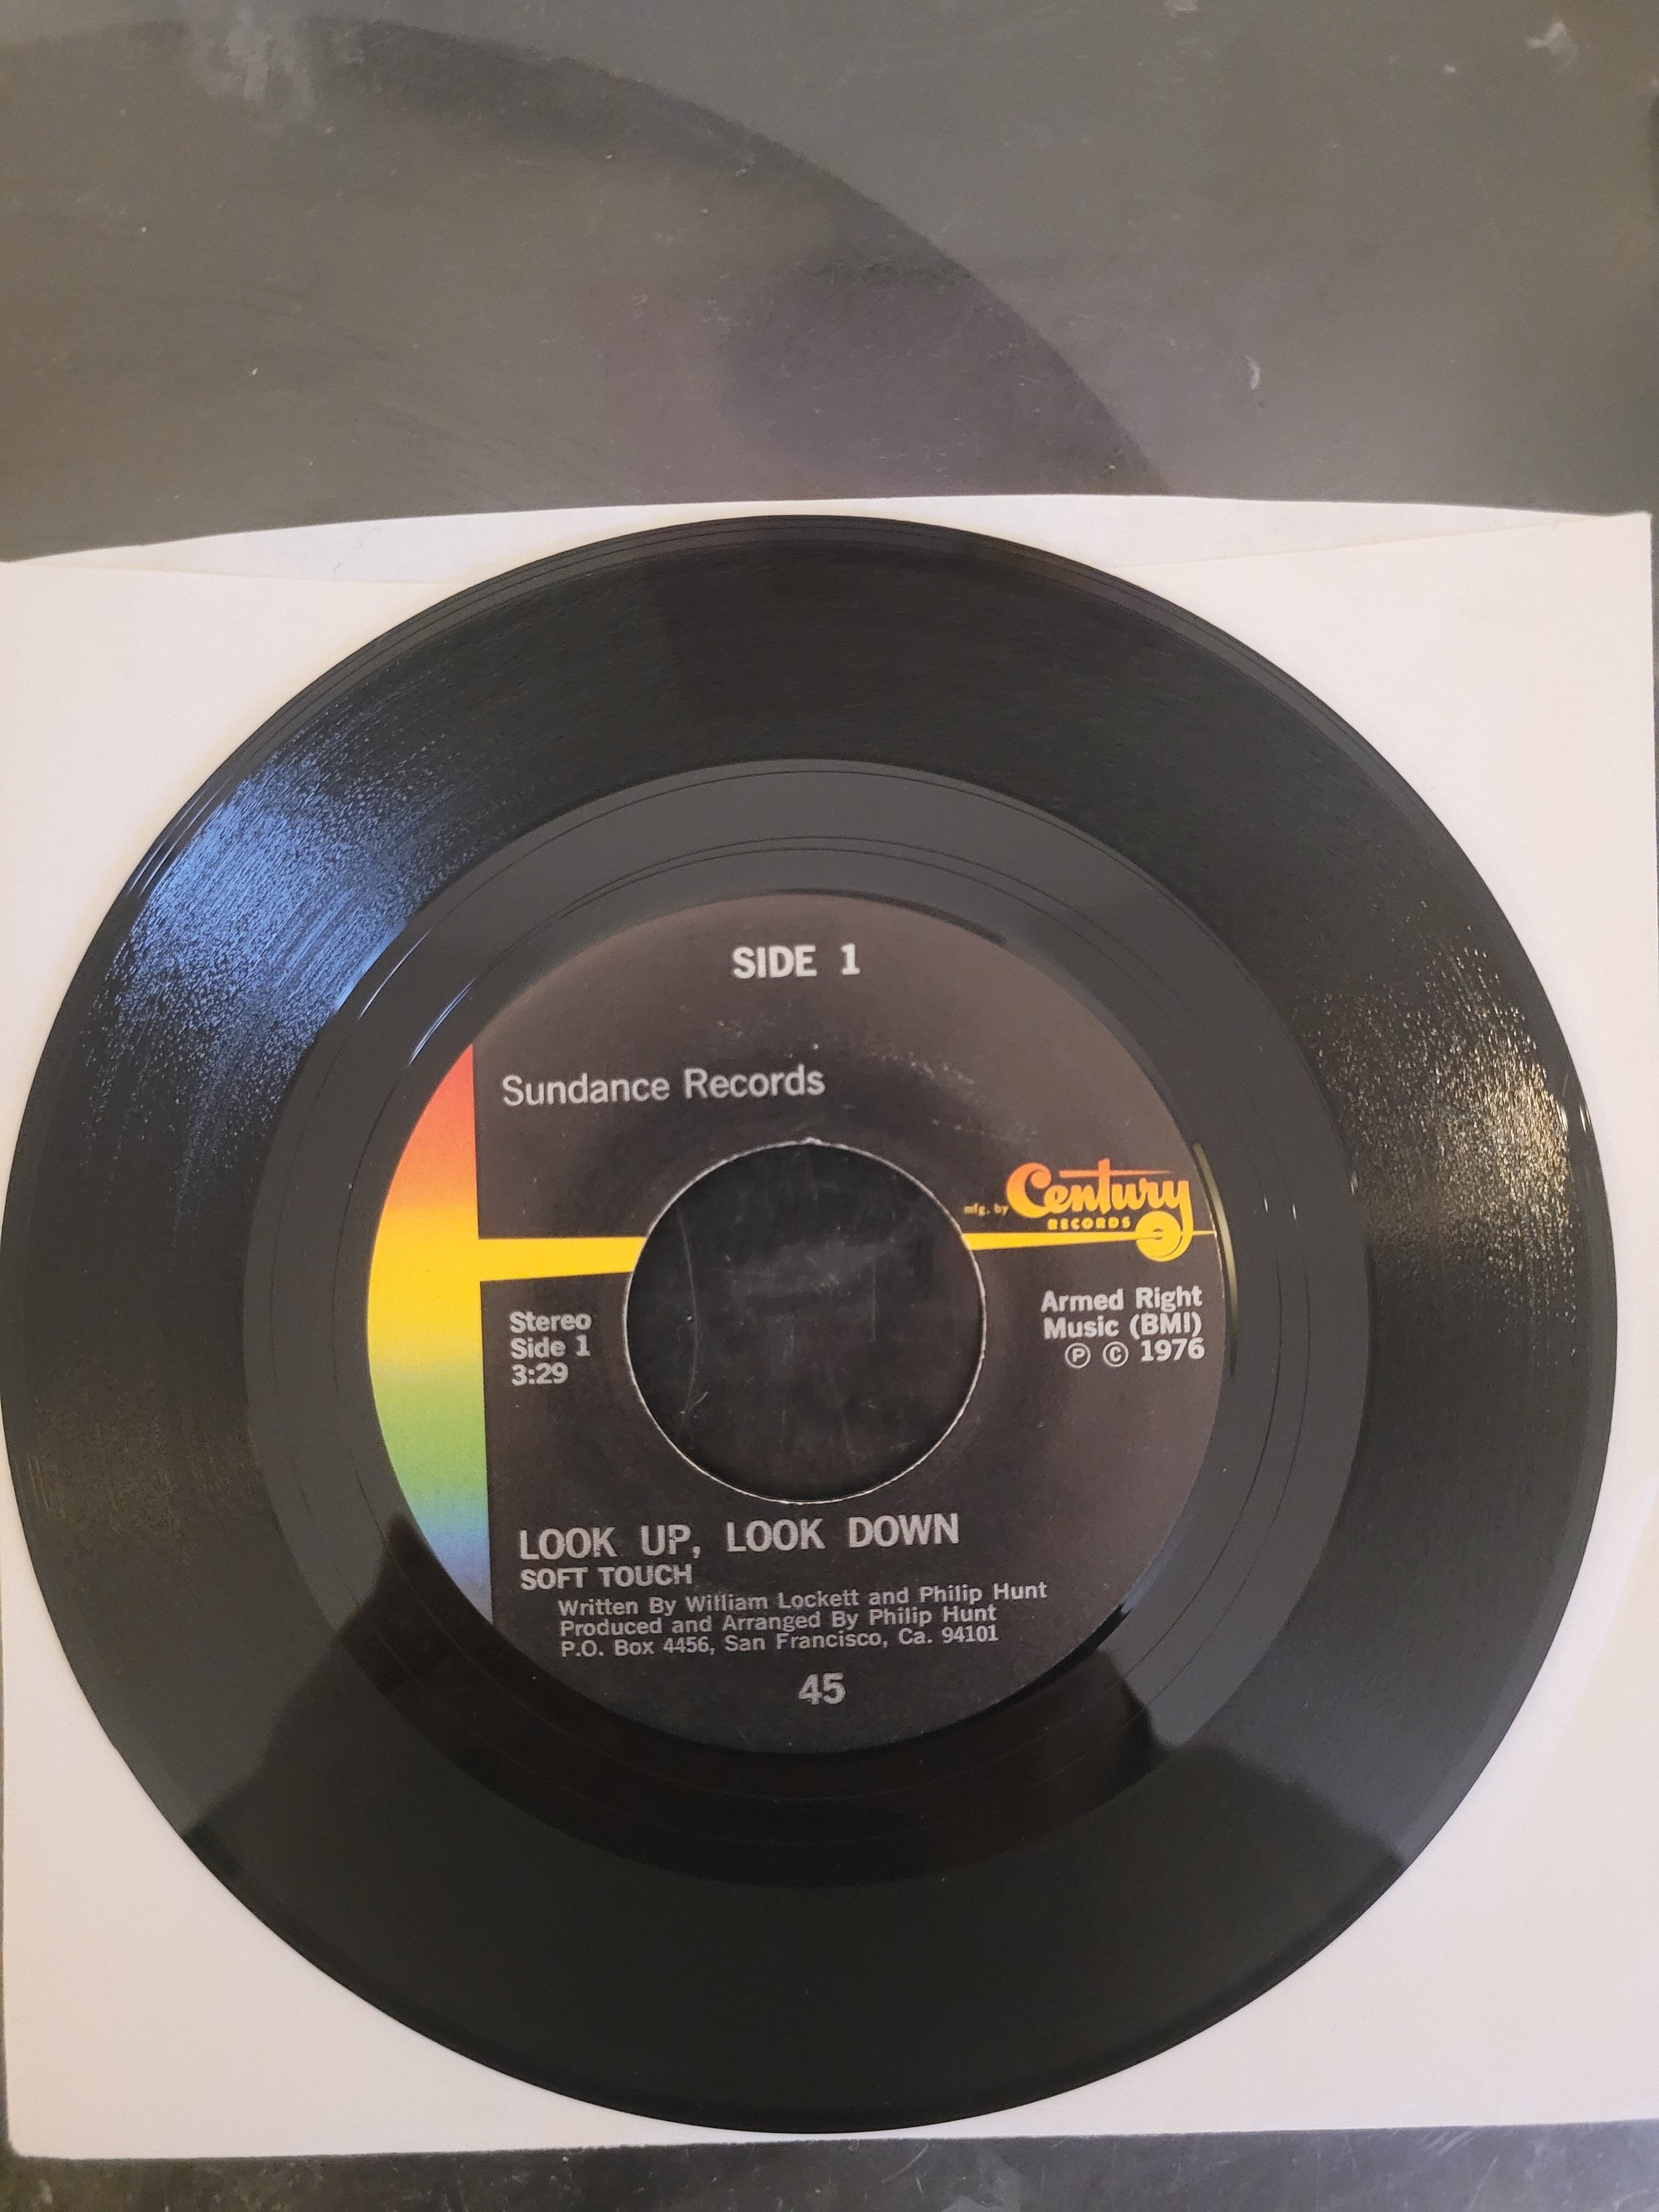 SIDE 1
Sundance Records
mfg. by Century
RECORDS
Stereo
Side 1
3:29
Armed Right
Music (BMI)
Ⓟ © 1976
LOOK UP, LOOK DOWN
SOFT TOUCH
Written By William Lockett and Philip Hunt
Produced and Arranged By Philip Hunt
P.O. Box 4456, San Francisco, Ca. 94101
45